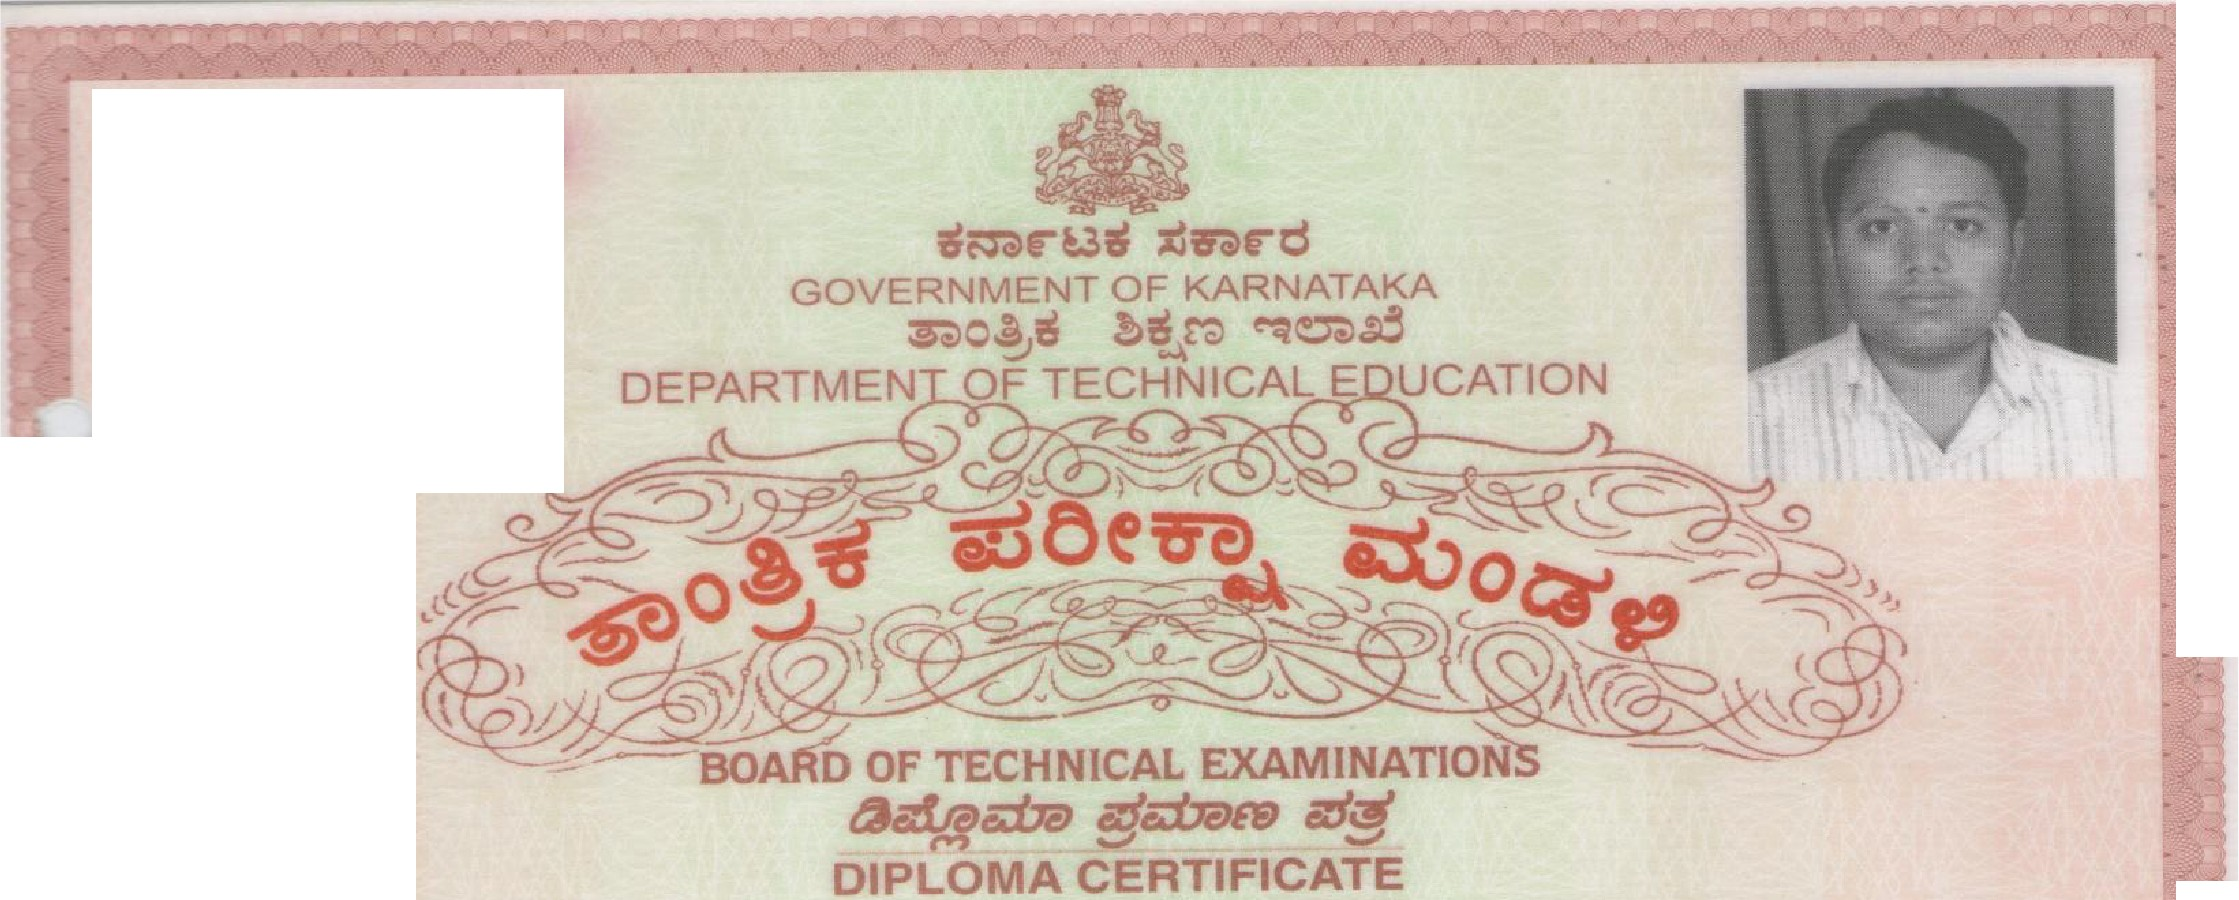 ಕರ್ನಾಟಕ ಸರ್ಕಾರ
GOVERNMENT OF KARNATAKA
ತಾಂತ್ರಿಕ ಶಿಕ್ಷಣ ಇಲಾಖೆ
DEPARTMENT OF TECHNICAL EDUCATION
ತಾಂತ್ರಿಕ ಪರೀಕ್ಷಾ ಮಂಡಳಿ
BOARD OF TECHNICAL EXAMINATIONS
ಡಿಪ್ಲೊಮಾ ಪ್ರಮಾಣ ಪತ್ರ
DIPLOMA CERTIFICATE